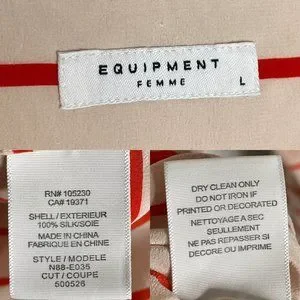 EQUIPMENT
FEMME
L
RN# 105230
CA# 19371
SHELL / EXTERIEUR
100% SILK/SOIE
MADE IN CHINA
FABRIQUE EN CHINE
STYLE / MODELE
N88-E035
CUT / COUPE
500526
DRY CLEAN ONLY
DO NOT IRON IF
PRINTED OR DECORATED
NETTOYAGE A SEC
SEULEMENT
NE PAS REPASSER SI
DECORE OU IMPRIME